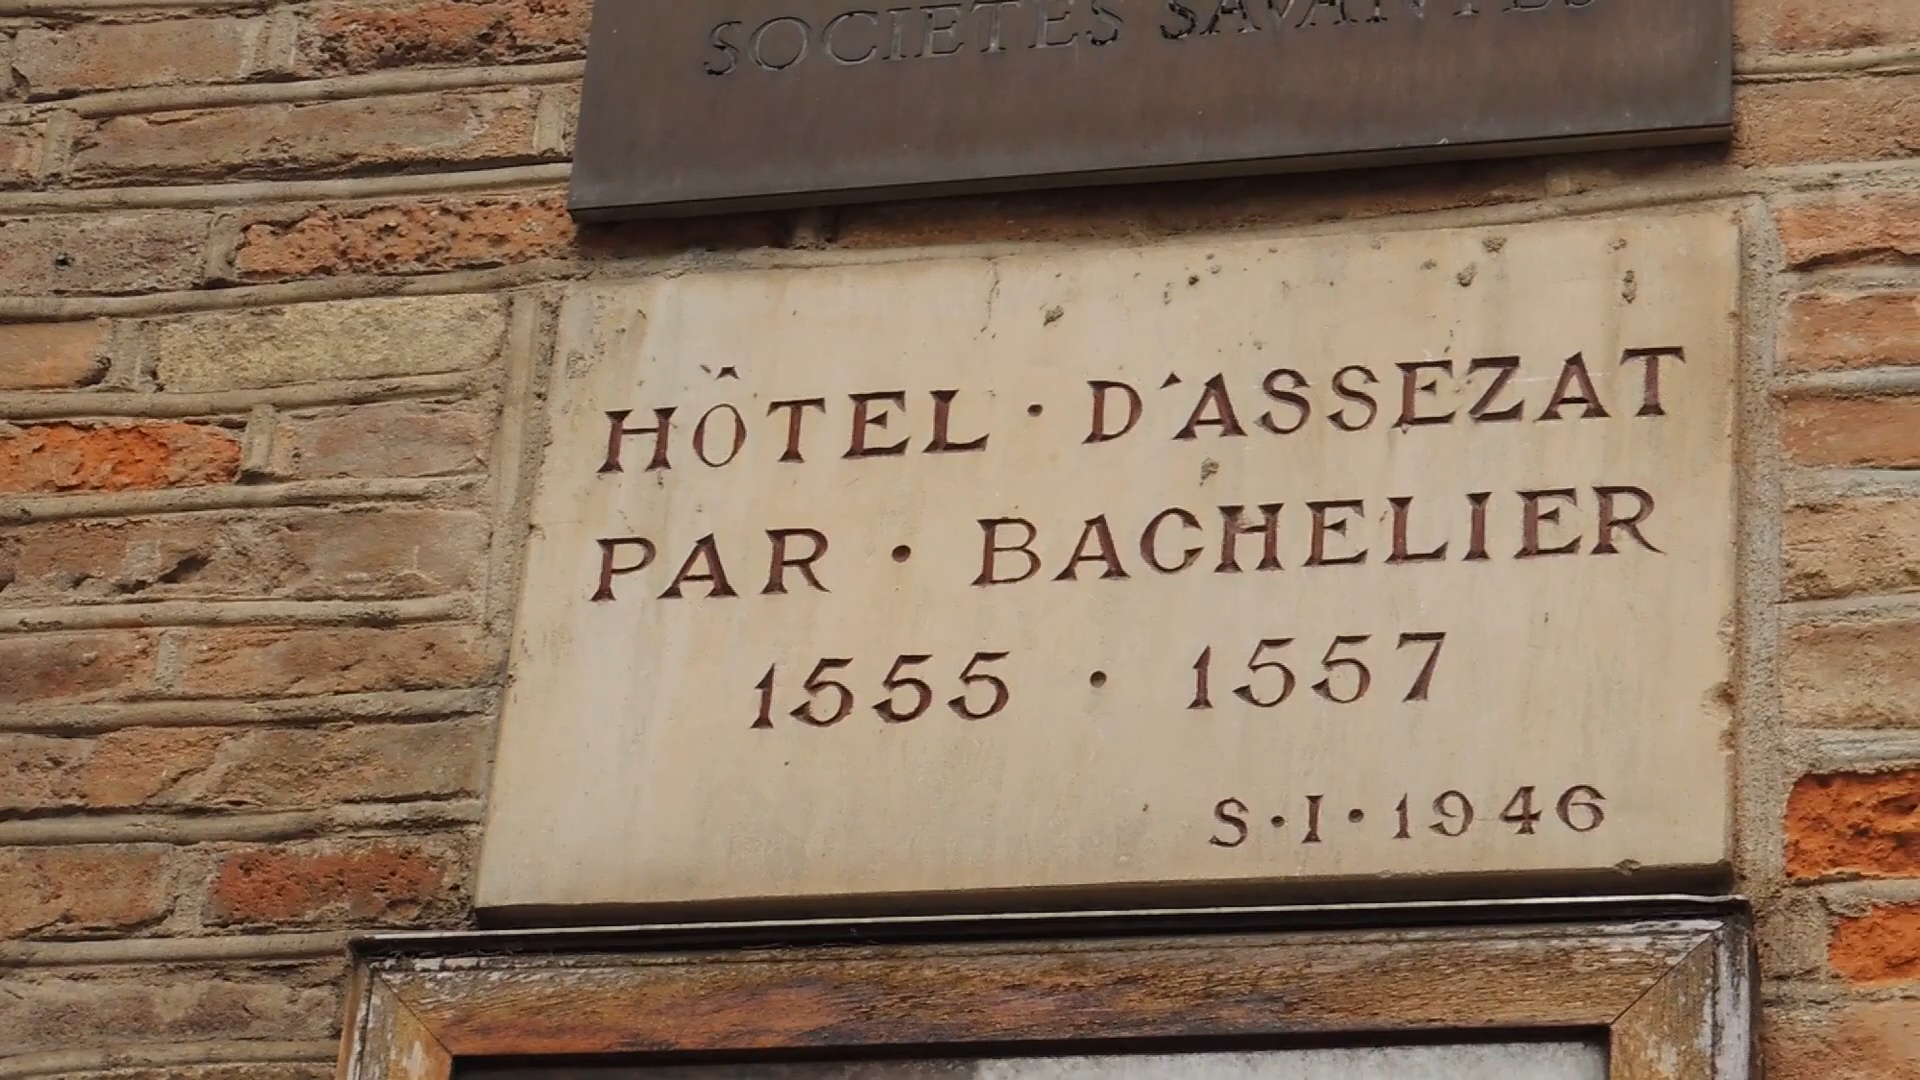 SOCIETES SAVANTES
HÔTEL · D'ASSEZAT
PAR · BACHELIER
1555 · 1557
S·I·1946